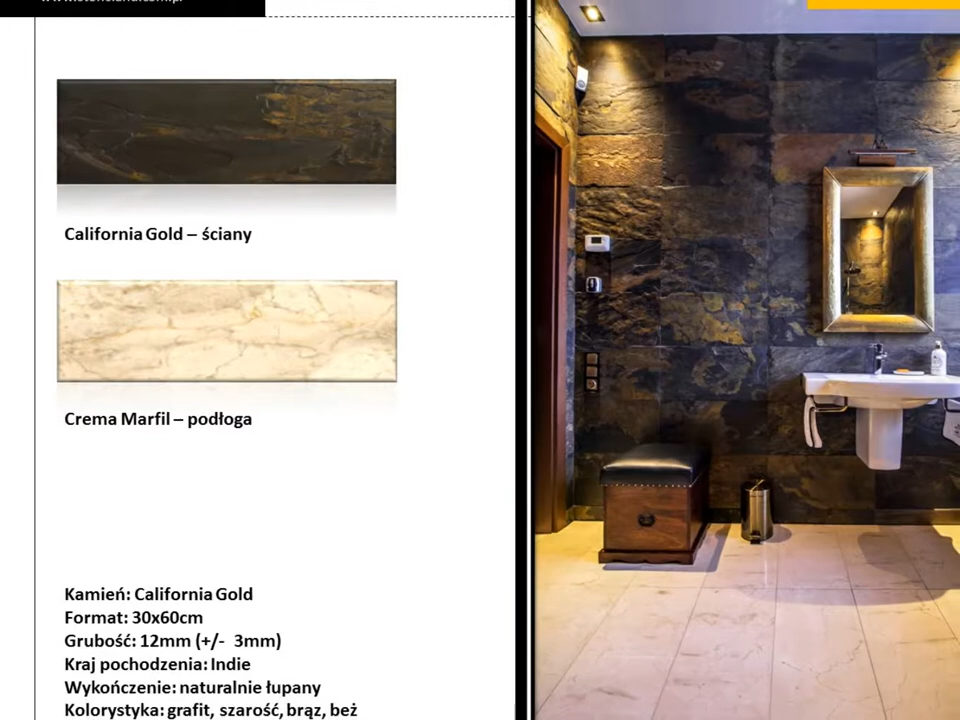 California Gold – ściany
Crema Marfil – podłoga
Kamień: California Gold
Format: 30x60cm
Grubość: 12mm (+/- 3mm)
Kraj pochodzenia: Indie
Wykończenie: naturalnie łupany
Kolorystyka: grafit, szarość, brąz, beż